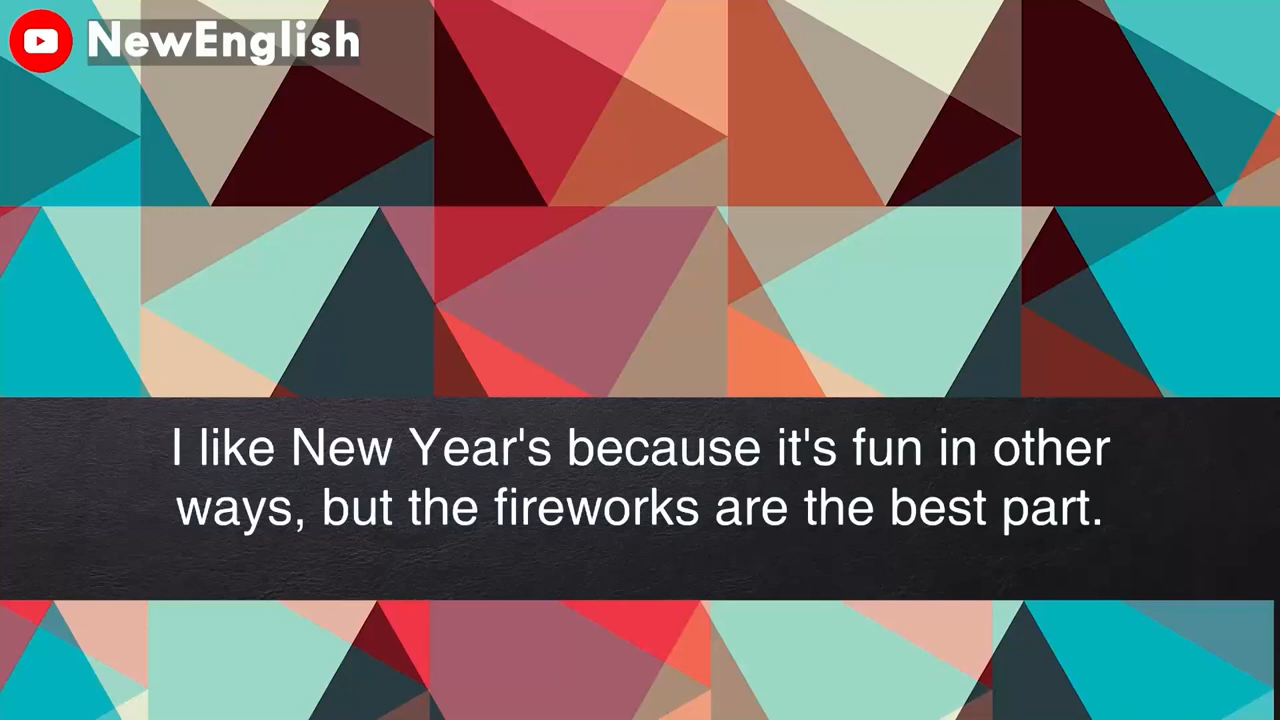 NewEnglish
I like New Year's because it's fun in other
ways, but the fireworks are the best part.